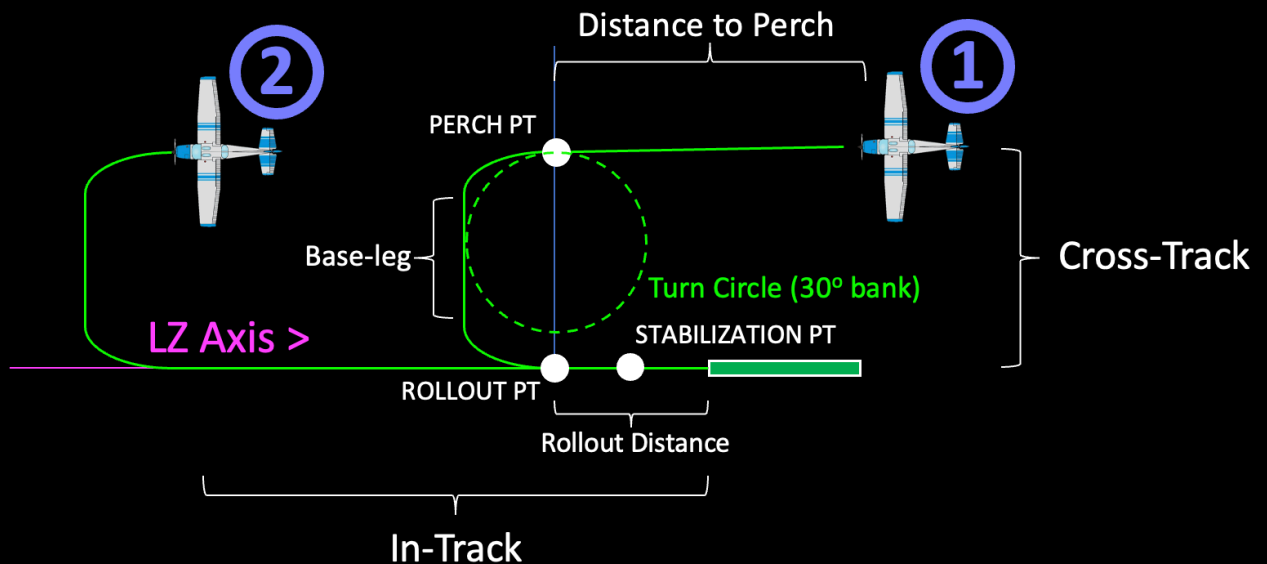 Distance to Perch
2
1
PERCH PT
Base-leg
Cross-Track
Turn Circle (30º bank)
LZ Axis >
STABILIZATION PT
ROLLOUT PT
Rollout Distance
In-Track